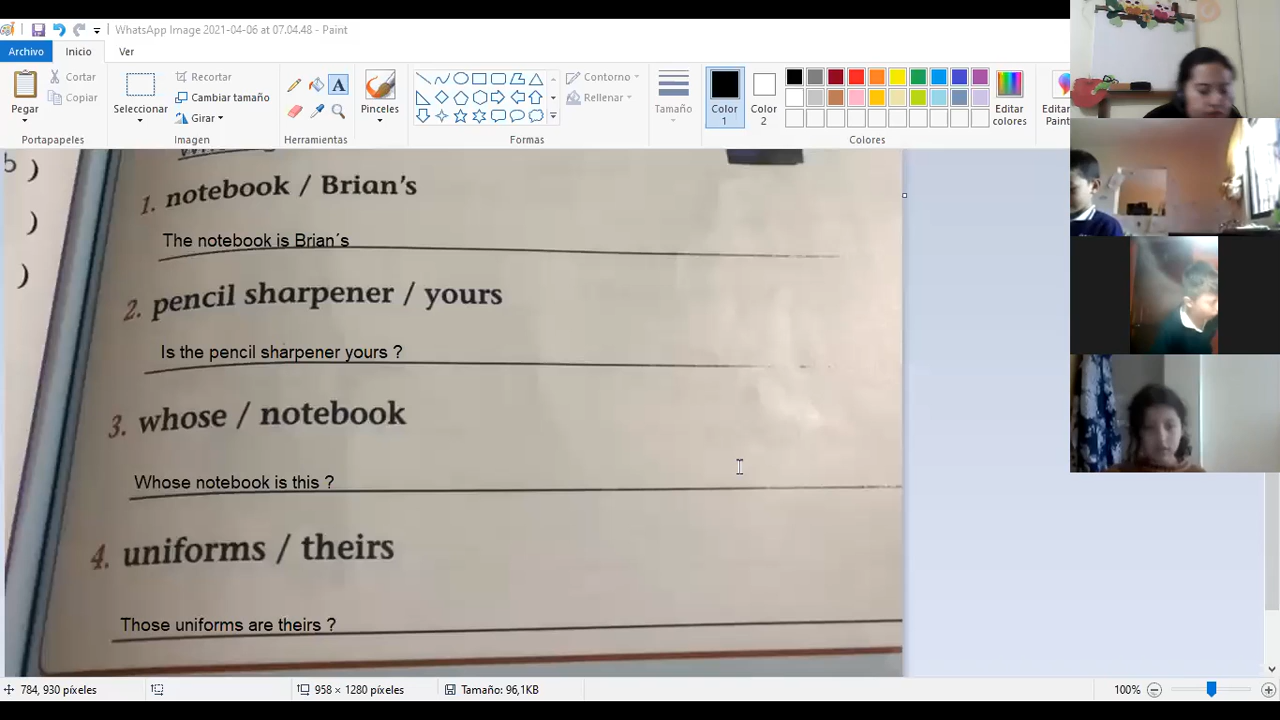 WhatsApp Image 2021-04-06 at 07.04.48 - Paint
Archivo Inicio Ver
Pegar
Cortar
Copiar
Portapapeles
Seleccionar
Recortar
Cambiar tamaño
Girar
Imagen
A
Herramientas
Pinceles
Contorno
Rellenar
Formas
Tamaño
Color 1
Color 2
Editar colores
Editar
Colores
b )
)
)
1. notebook / Brian's
The notebook is Brian´s
2. pencil sharpener / yours
Is the pencil sharpener yours ?
3. whose / notebook
Whose notebook is this ?
4. uniforms / theirs
Those uniforms are theirs ?
784, 930 píxeles 958 × 1280 píxeles Tamaño: 96,1KB 100%